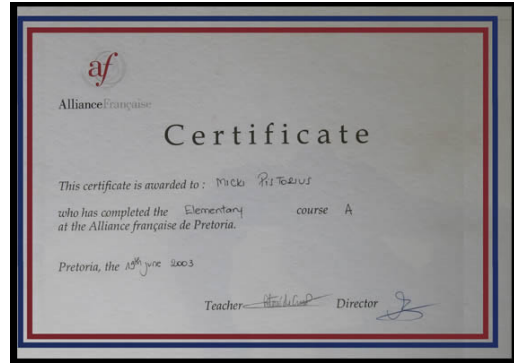 af
AllianceFrançaise
Certificate
This certificate is awarded to : Micki Pistorius
who has completed the Elementary course A
at the Alliance française de Pretoria.
Pretoria, the 19th june 2003
Teacher Director